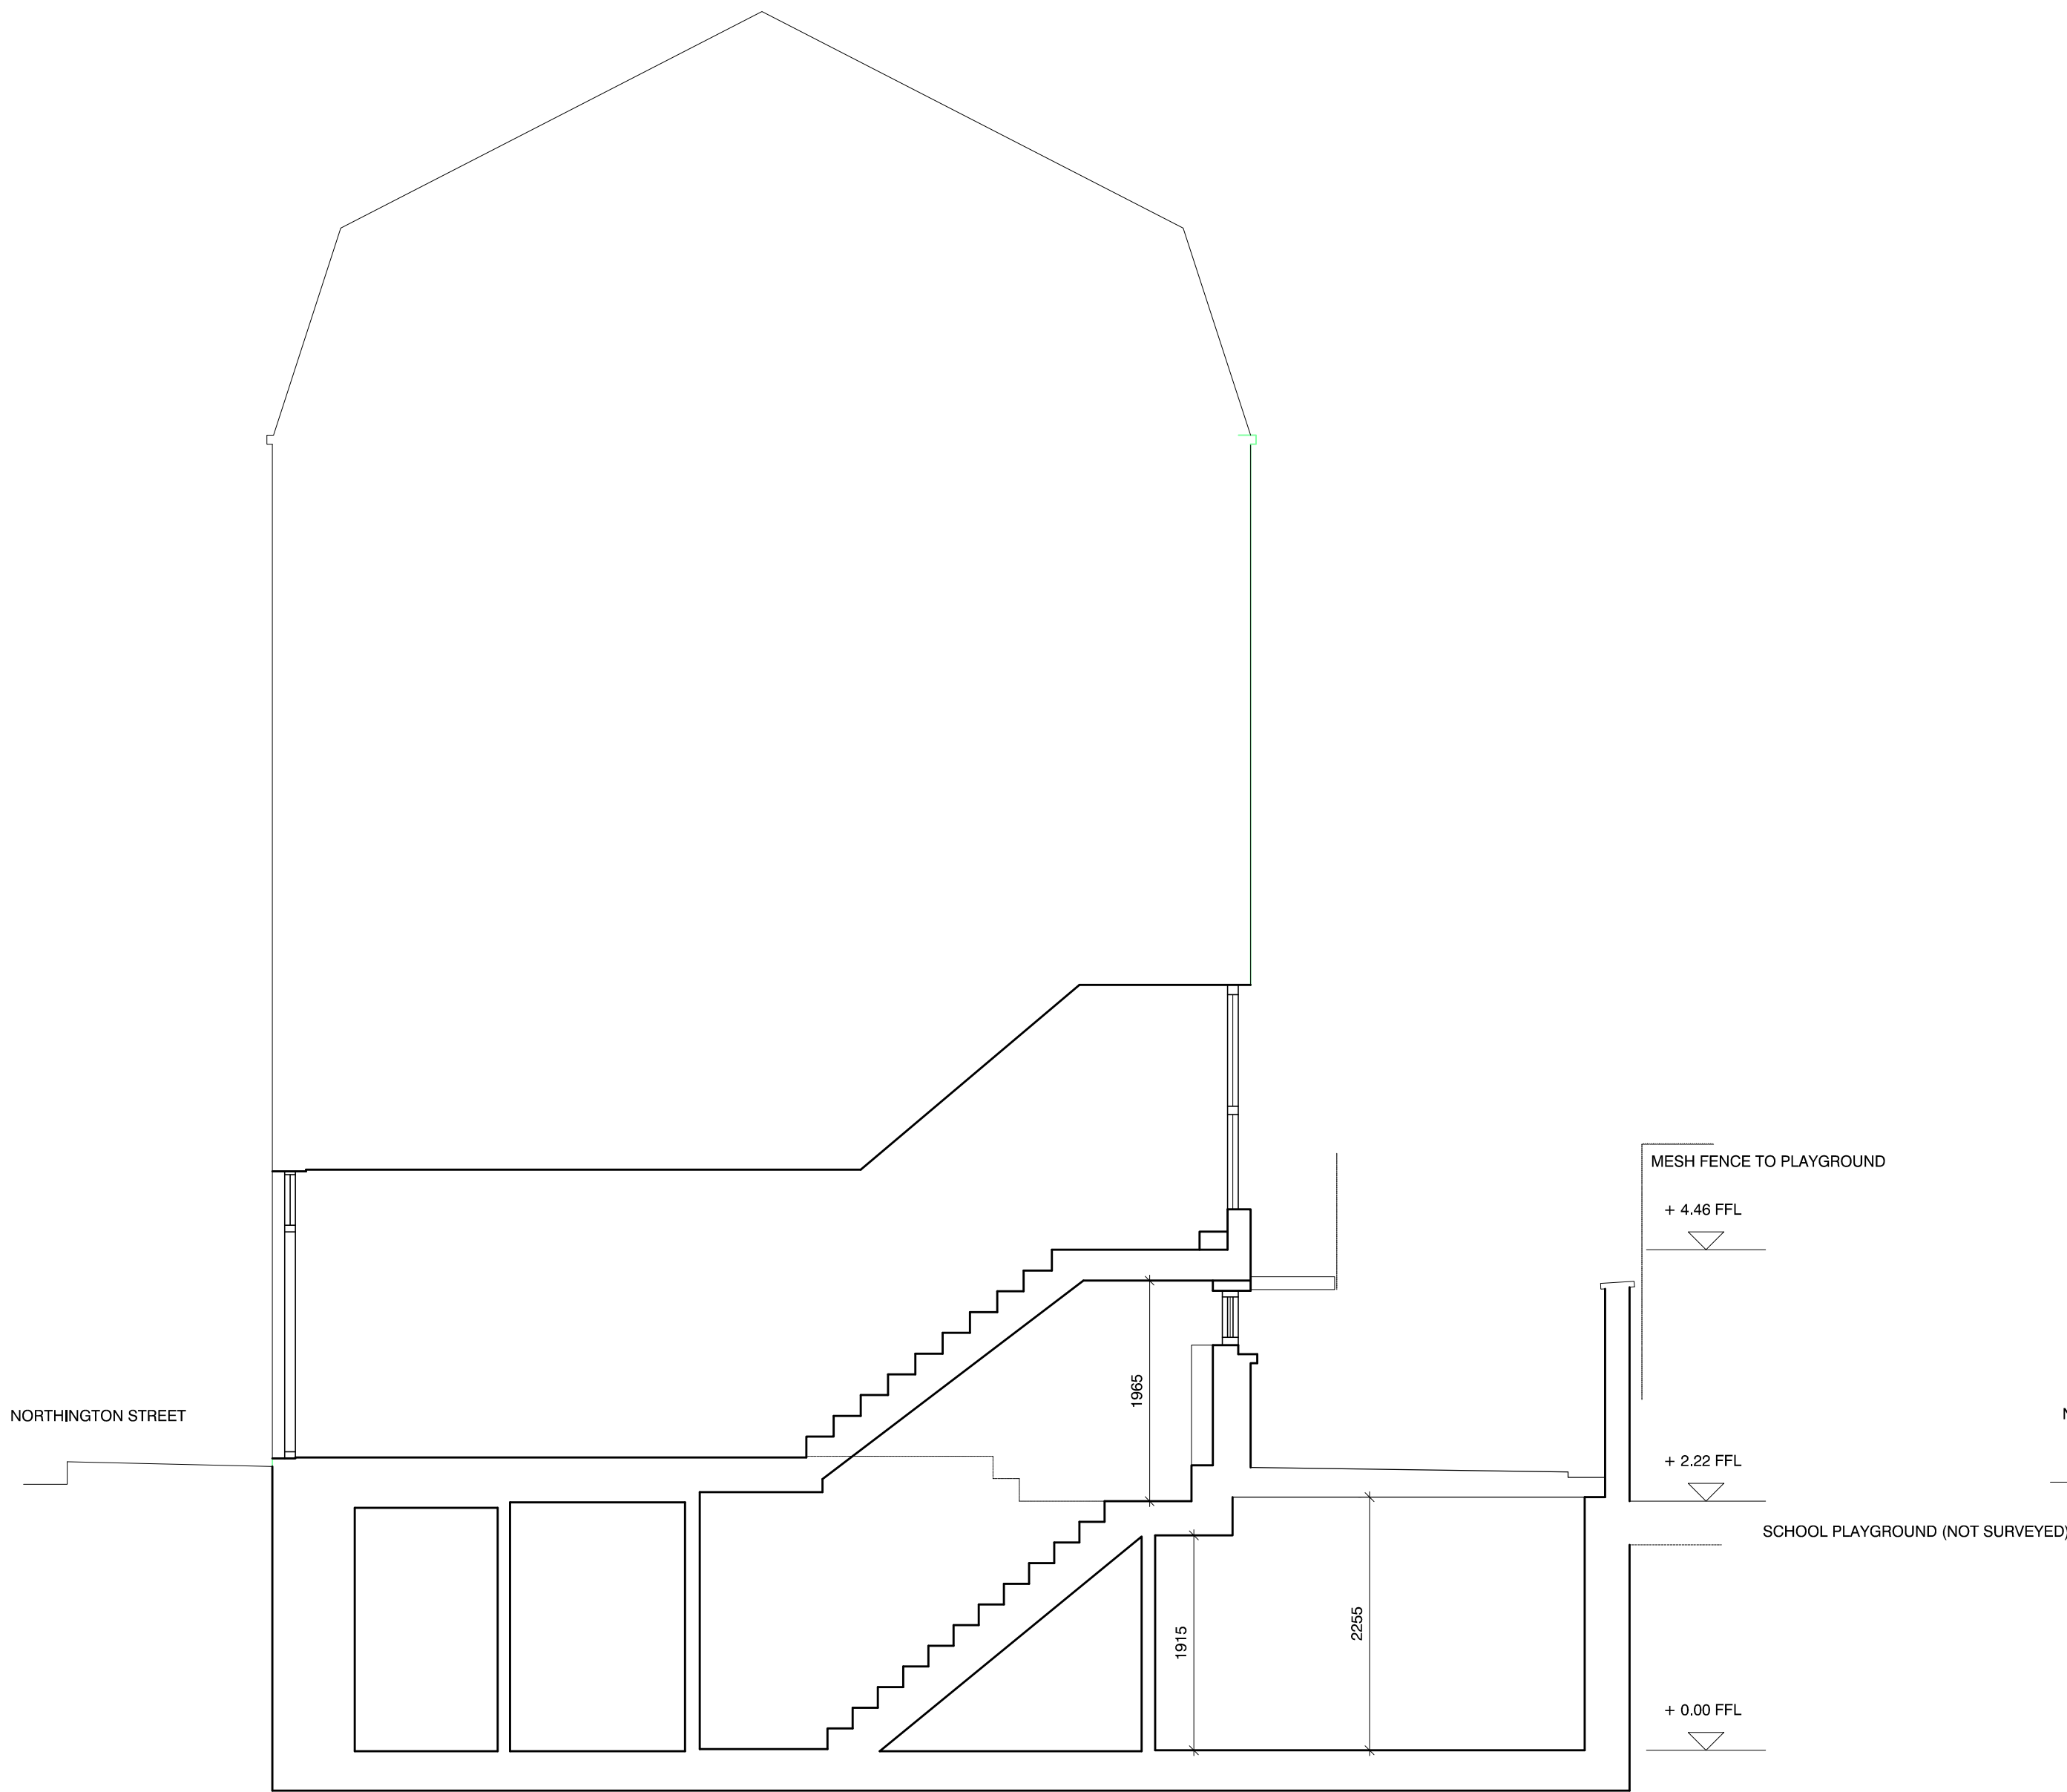 MESH FENCE TO PLAYGROUND
+ 4.46 FFL
1965
NORTHINGTON STREET
+ 2.22 FFL
SCHOOL PLAYGROUND (NOT SURVEYED)
1915
2255
+ 0.00 FFL